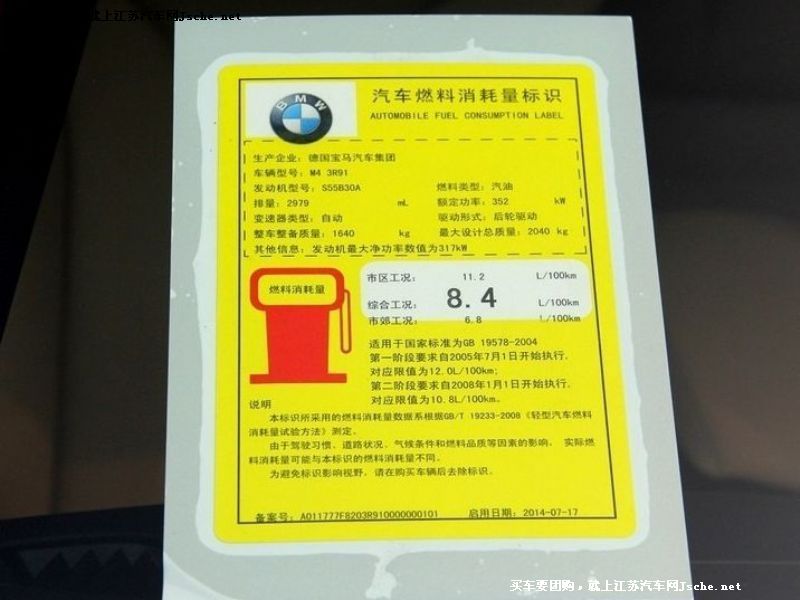 就上江苏汽车网Jsche.net
BMW
汽车燃料消耗量标识
AUTOMOBILE FUEL CONSUMPTION LABEL
生产企业：德国宝马汽车集团
车辆型号：M4 3R91
发动机型号：S55B30A 燃料类型：汽油
排量：2979 mL 额定功率：352 kW
变速器类型：自动 驱动形式：后轮驱动
整车整备质量：1640 kg 最大设计总质量：2040 kg
其他信息：发动机最大净功率数值为317kW
燃料消耗量
市区工况： 11.2 L/100km
综合工况： 8.4 L/100km
市郊工况： 6.8 L/100km
适用于国家标准为GB 19578-2004
第一阶段要求自2005年7月1日开始执行，
对应限值为12.0L/100km；
第二阶段要求自2008年1月1日开始执行，
对应限值为10.8L/100km。
说明
本标识所采用的燃料消耗量数据系根据GB/T 19233-2008《轻型汽车燃料
消耗量试验方法》测定。
由于驾驶习惯、道路状况、气候条件和燃料品质等因素的影响，实际燃
料消耗量可能与本标识的燃料消耗量不同。
为避免标识影响视野，请在购买车辆后去除标识。
备案号：A011777F8203R910000000101 启用日期：2014-07-17
买车要团购，就上江苏汽车网Jsche.net